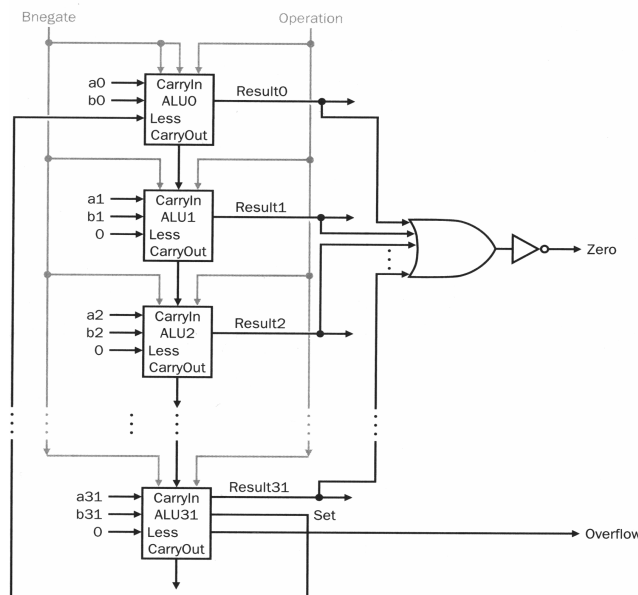 Bnegate
Operation
a0
b0
CarryIn
ALU0
Less
CarryOut
Result0
a1
b1
0
CarryIn
ALU1
Less
CarryOut
Result1
Zero
a2
b2
0
CarryIn
ALU2
Less
CarryOut
Result2
a31
b31
0
CarryIn
ALU31
Less
CarryOut
Result31
Set
Overflow